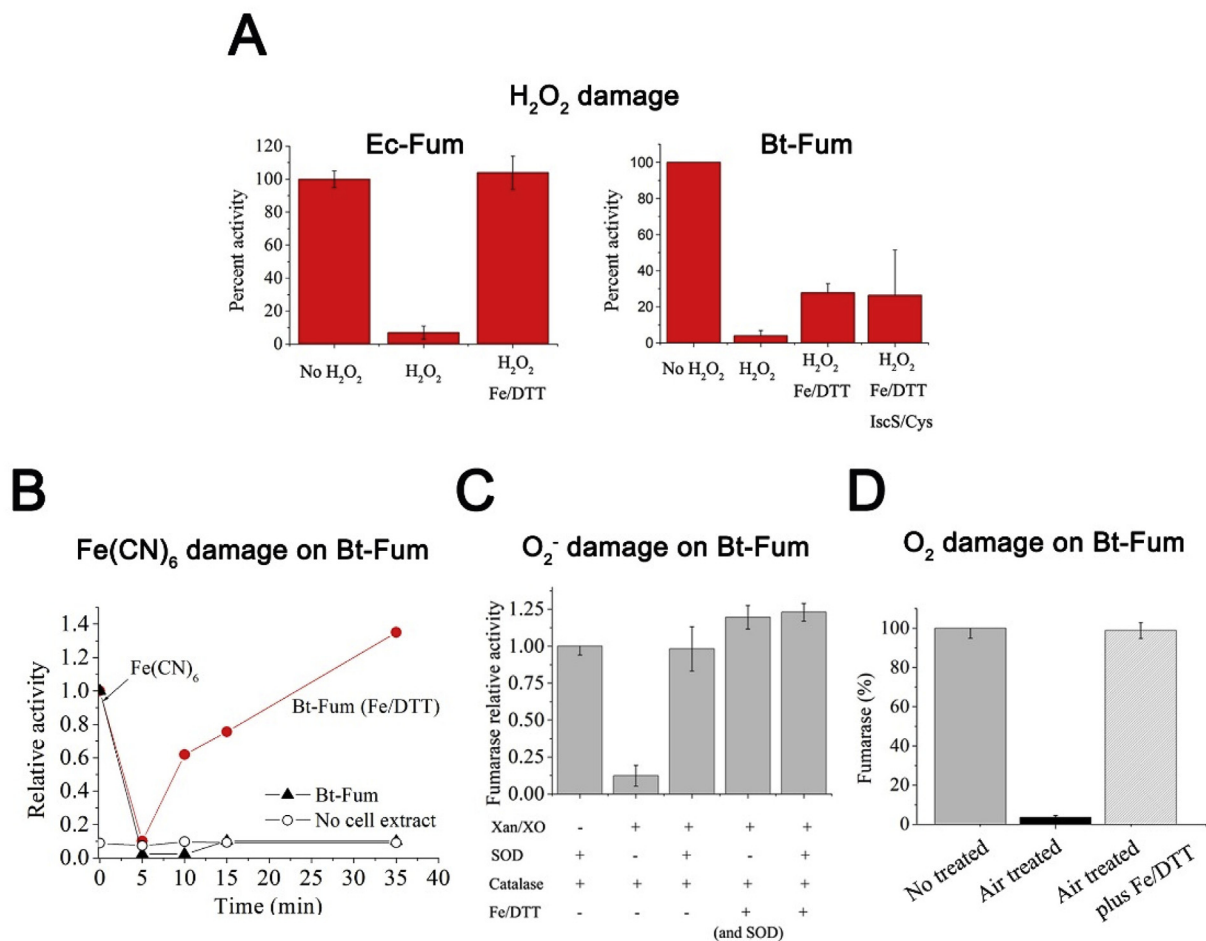 A
H₂O₂ damage
Ec-Fum
Bt-Fum
Percent activity
120
100
80
60
40
20
0
No H₂O₂
H₂O₂
H₂O₂
Fe/DTT
Percent activity
100
80
60
40
20
0
No H₂O₂
H₂O₂
H₂O₂
Fe/DTT
H₂O₂
Fe/DTT
IscS/Cys
B
Fe(CN)₆ damage on Bt-Fum
Relative activity
1.4
1.2
1.0
0.8
0.6
0.4
0.2
0.0
Fe(CN)₆
Bt-Fum (Fe/DTT)
Bt-Fum
No cell extract
0 5 10 15 20 25 30 35 40
Time (min)
C
O₂⁻ damage on Bt-Fum
Fumarase relative activity
1.25
1.00
0.75
0.50
0.25
0.00
Xan/XO - + + + +
SOD + - + - +
Catalase + + + + +
Fe/DTT - - - + +
(and SOD)
D
O₂ damage on Bt-Fum
Fumarase (%)
100
80
60
40
20
0
No treated
Air treated
Air treated
plus Fe/DTT